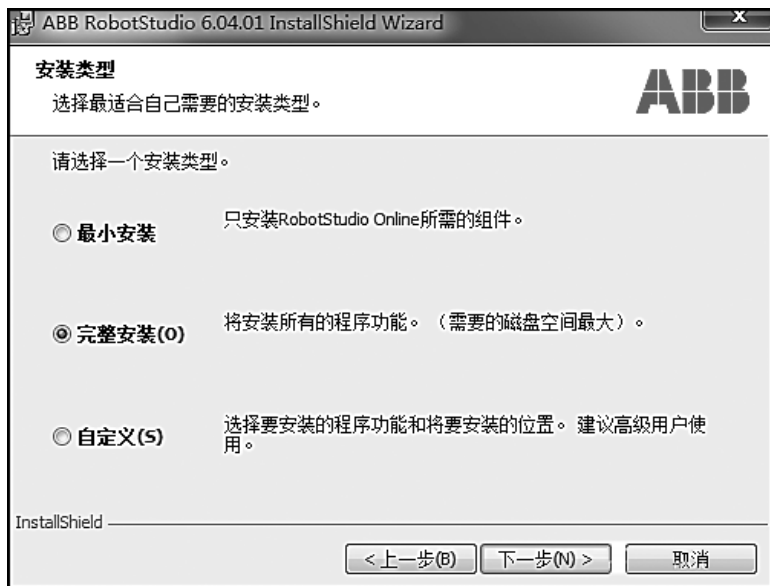 ABB RobotStudio 6.04.01 InstallShield Wizard
x
安装类型
选择最适合自己需要的安装类型。
ABB
请选择一个安装类型。
最小安装
只安装RobotStudio Online所需的组件。
完整安装(O)
将安装所有的程序功能。（需要的磁盘空间最大）。
自定义(S)
选择要安装的程序功能和将要安装的位置。建议高级用户使
用。
InstallShield
<上一步(B)
下一步(N) >
取消